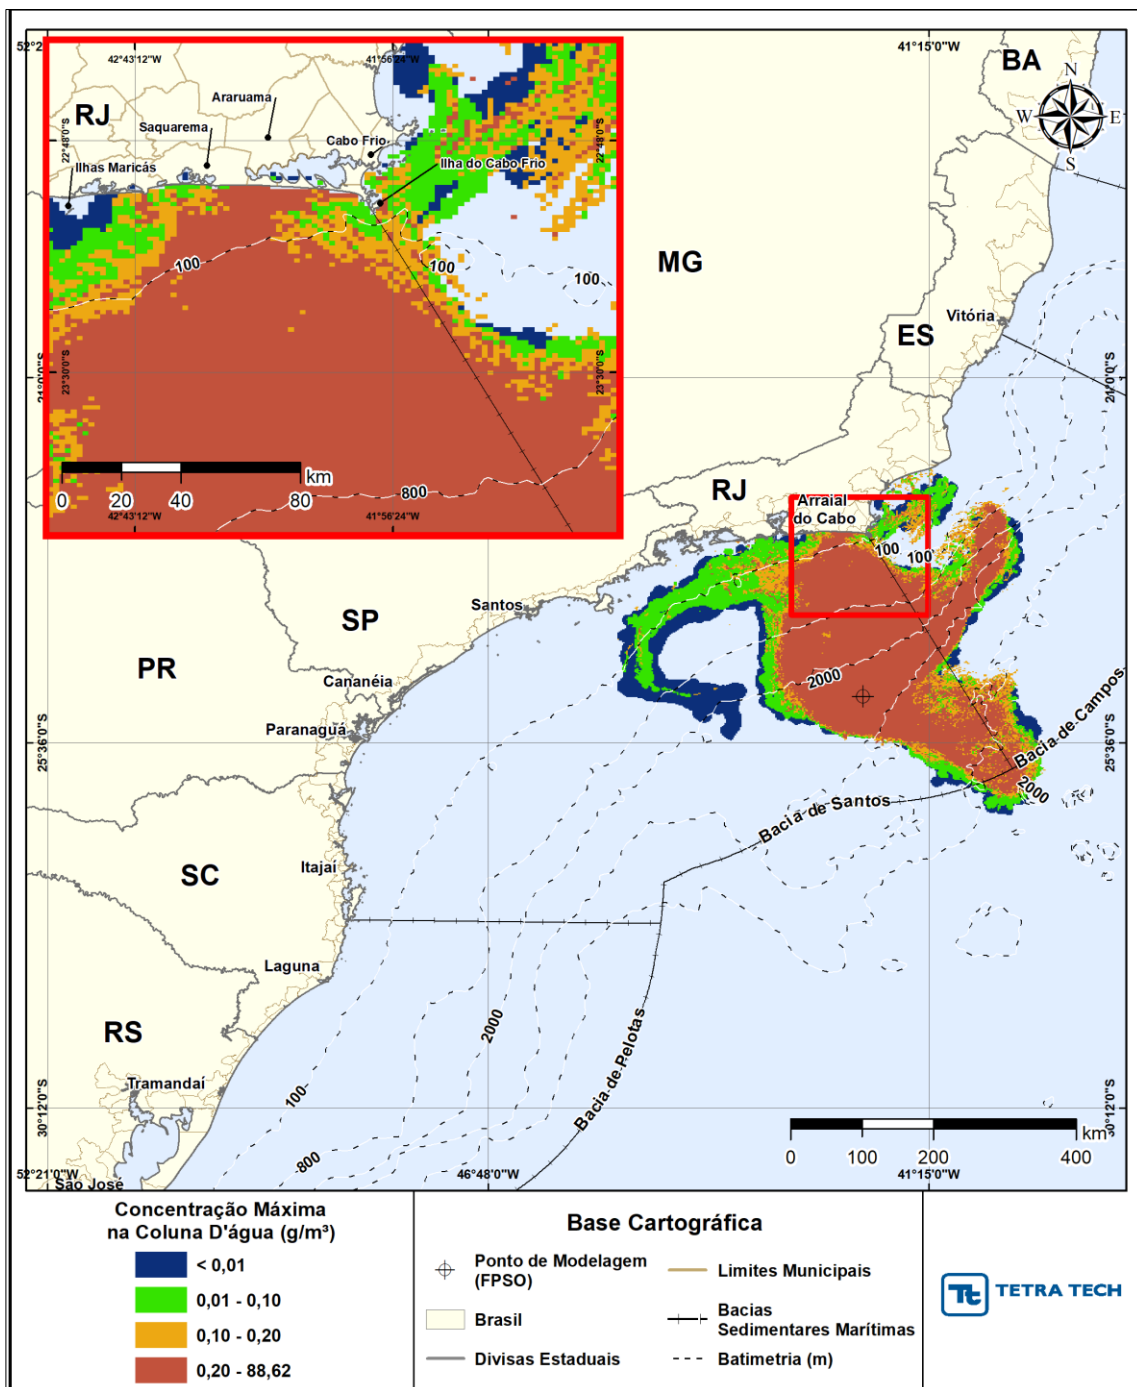 52°2
41°15'0"W
BA
N
W
E
S
42°43'12"W
41°56'24"W
RJ
Araruama
Saquarema
Cabo Frio
Ilhas Maricás
Ilha do Cabo Frio
22°48'0"S
22°48'0"S
100
100
100
MG
ES
Vitória
23°30'0"S
23°30'0"S
21°0'0"S
21°0'0"S
800
km
0
20
40
80
42°43'12"W
41°56'24"W
RJ
Arraial
do Cabo
100
100
SP
Santos
PR
Cananéia
2000
Paranaguá
25°36'0"S
25°36'0"S
Bacia de Campos
2000
Bacia de Santos
SC
Itajaí
Laguna
RS
2000
Bacia de Pelotas
Tramandaí
100
30°12'0"S
30°12'0"S
800
km
0
100
200
400
52°21'0"W
46°48'0"W
41°15'0"W
São José
Concentração Máxima
na Coluna D'água (g/m³)
< 0,01
0,01 - 0,10
0,10 - 0,20
0,20 - 88,62
Base Cartográfica
Ponto de Modelagem
(FPSO)
Brasil
Divisas Estaduais
Limites Municipais
Bacias
Sedimentares Marítimas
Batimetria (m)
Tt TETRA TECH